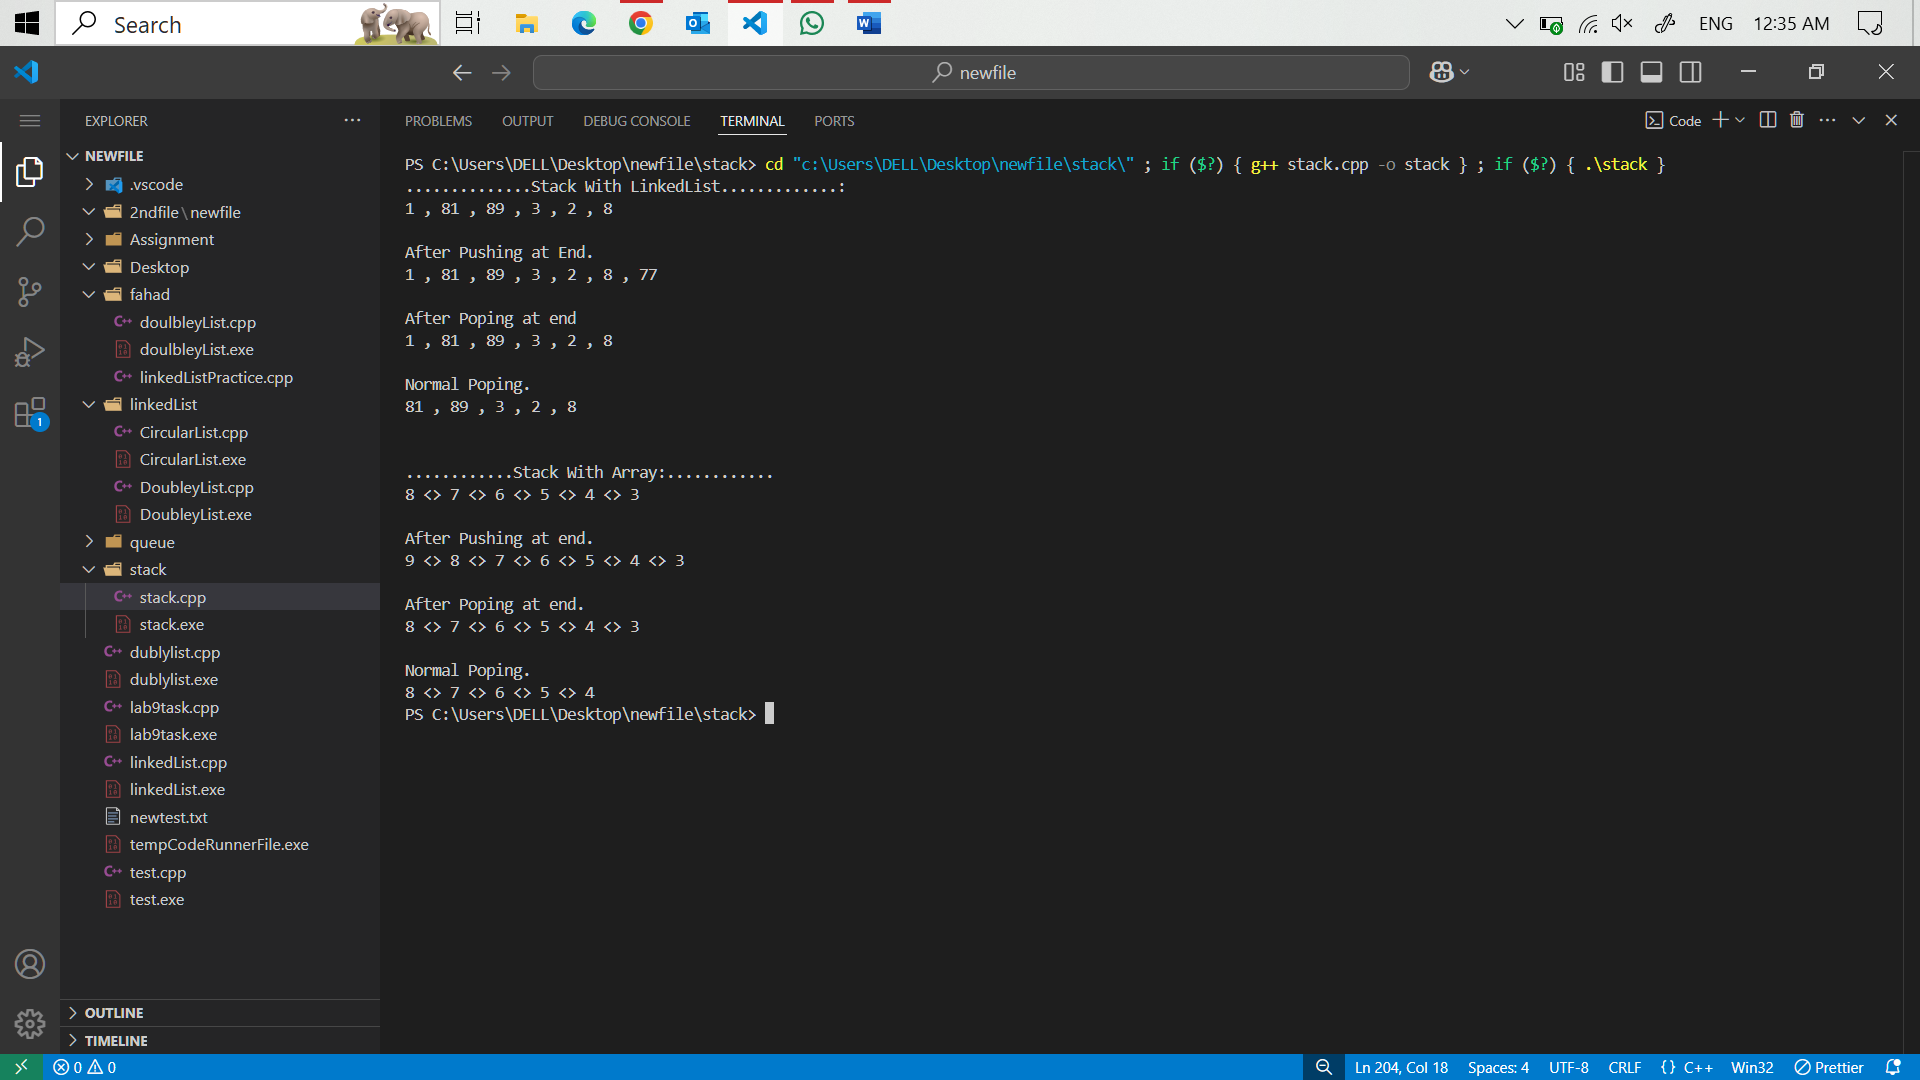 Search
ENG 12:35 AM
newfile
EXPLORER
PROBLEMS OUTPUT DEBUG CONSOLE TERMINAL PORTS
Code
NEWFILE
.vscode
2ndfile\newfile
Assignment
Desktop
fahad
doulbleyList.cpp
doulbleyList.exe
linkedListPractice.cpp
linkedList
CircularList.cpp
CircularList.exe
DoubleyList.cpp
DoubleyList.exe
queue
stack
stack.cpp
stack.exe
dublylist.cpp
dublylist.exe
lab9task.cpp
lab9task.exe
linkedList.cpp
linkedList.exe
newtest.txt
tempCodeRunnerFile.exe
test.cpp
test.exe
OUTLINE
TIMELINE
1
PS C:\Users\DELL\Desktop\newfile\stack> cd "c:\Users\DELL\Desktop\newfile\stack\" ; if ($?) { g++ stack.cpp -o stack } ; if ($?) { .\stack }
..............Stack With LinkedList.............:
1 , 81 , 89 , 3 , 2 , 8
After Pushing at End.
1 , 81 , 89 , 3 , 2 , 8 , 77
After Poping at end
1 , 81 , 89 , 3 , 2 , 8
Normal Poping.
81 , 89 , 3 , 2 , 8
............Stack With Array:............
8 <> 7 <> 6 <> 5 <> 4 <> 3
After Pushing at end.
9 <> 8 <> 7 <> 6 <> 5 <> 4 <> 3
After Poping at end.
8 <> 7 <> 6 <> 5 <> 4 <> 3
Normal Poping.
8 <> 7 <> 6 <> 5 <> 4
PS C:\Users\DELL\Desktop\newfile\stack>
0 0 Ln 204, Col 18 Spaces: 4 UTF-8 CRLF {} C++ Win32 Prettier